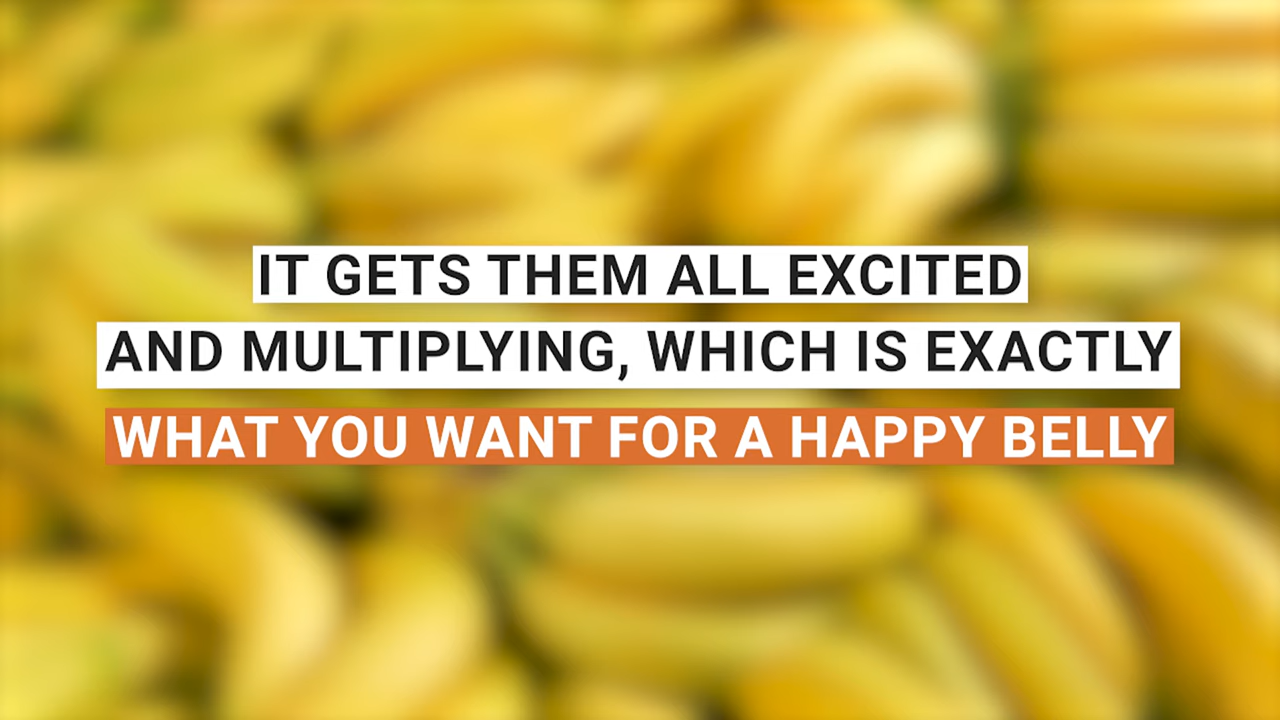 IT GETS THEM ALL EXCITED
AND MULTIPLYING, WHICH IS EXACTLY
WHAT YOU WANT FOR A HAPPY BELLY